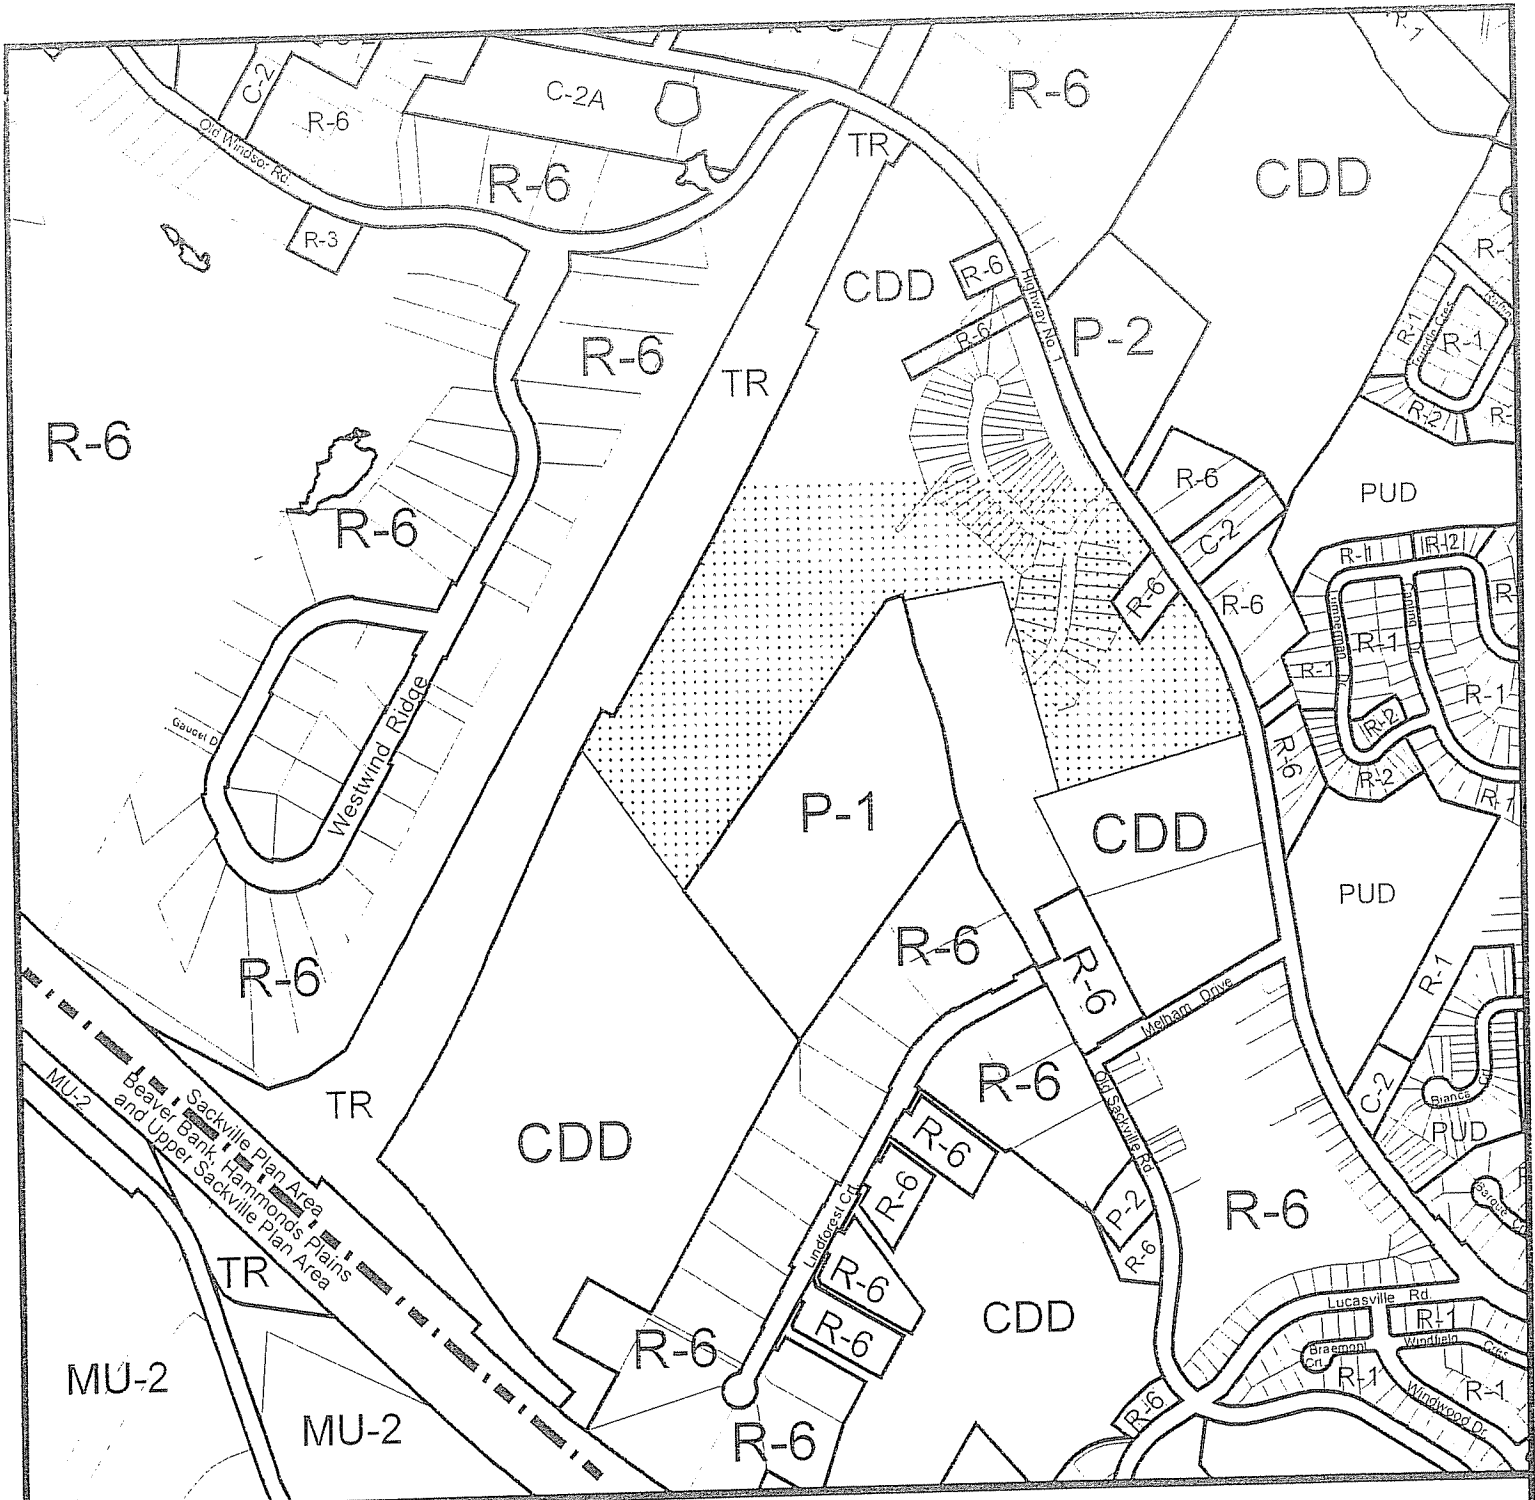 R-7
C-2
C-2A
R-6
R-6
Old Windsor Rd.
TR
CDD
R-6
R-3
R-
CDD
R-6
Highway No. 1
R-6
P-2
R-1
R-1
R-6
TR
R-2
R-
R-6
R-6
PUD
R-6
C-2
R-1
R-2
R-6
R-6
R-
R-1
R-1
R-1
Westwind Ridge
R-2
R-6
R-2
R-1
P-1
CDD
PUD
R-6
R-6
R-6
R-1
Melham Drive
R-6
Old Sackville Rd.
C-2
PUD
MU-2
Sackville Plan Area
Beaver Bank, Hammonds Plains
and Upper Sackville Plan Area
TR
CDD
R-6
R-6
P-2
R-6
R-6
Lindforest Crt.
TR
R-6
R-6
CDD
Lucasville Rd.
R-1
Windfield Cres.
Braemont
Crt.
R-1
R-1
Windwood Dr.
MU-2
MU-2
R-6
R-6
R-6